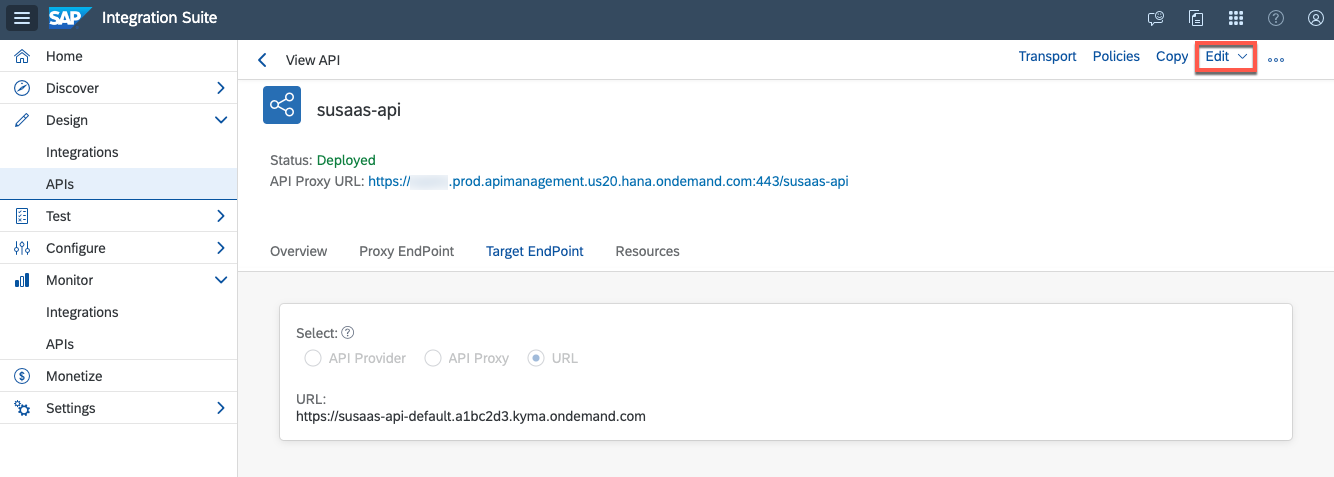 SAP Integration Suite
Home
Discover
Design
Integrations
APIs
Test
Configure
Monitor
Integrations
APIs
Monetize
Settings
View API
Transport Policies Copy Edit
susaas-api
Status: Deployed
API Proxy URL: https:// .prod.apimanagement.us20.hana.ondemand.com:443/susaas-api
Overview Proxy EndPoint Target EndPoint Resources
Select:
API Provider API Proxy URL
URL:
https://susaas-api-default.a1bc2d3.kyma.ondemand.com